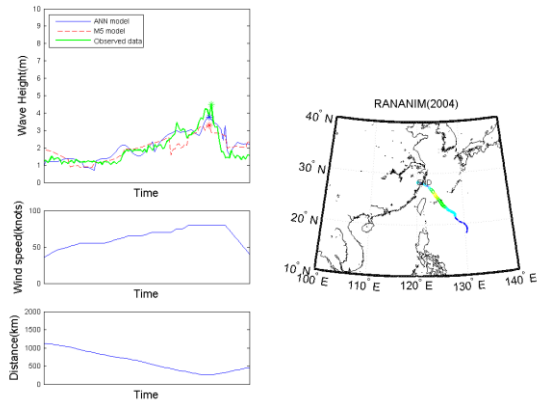 ANN model
M5 model
Observed data
10
9
8
7
6
5
4
3
2
1
0
Wave Height(m)
Time
100
50
0
Wind speed(knots)
Time
2000
1500
1000
500
0
Distance(km)
Time
RANANIM(2004)
40° N
30° N
20° N
10° N
100° E
110° E
120° E
130° E
140° E